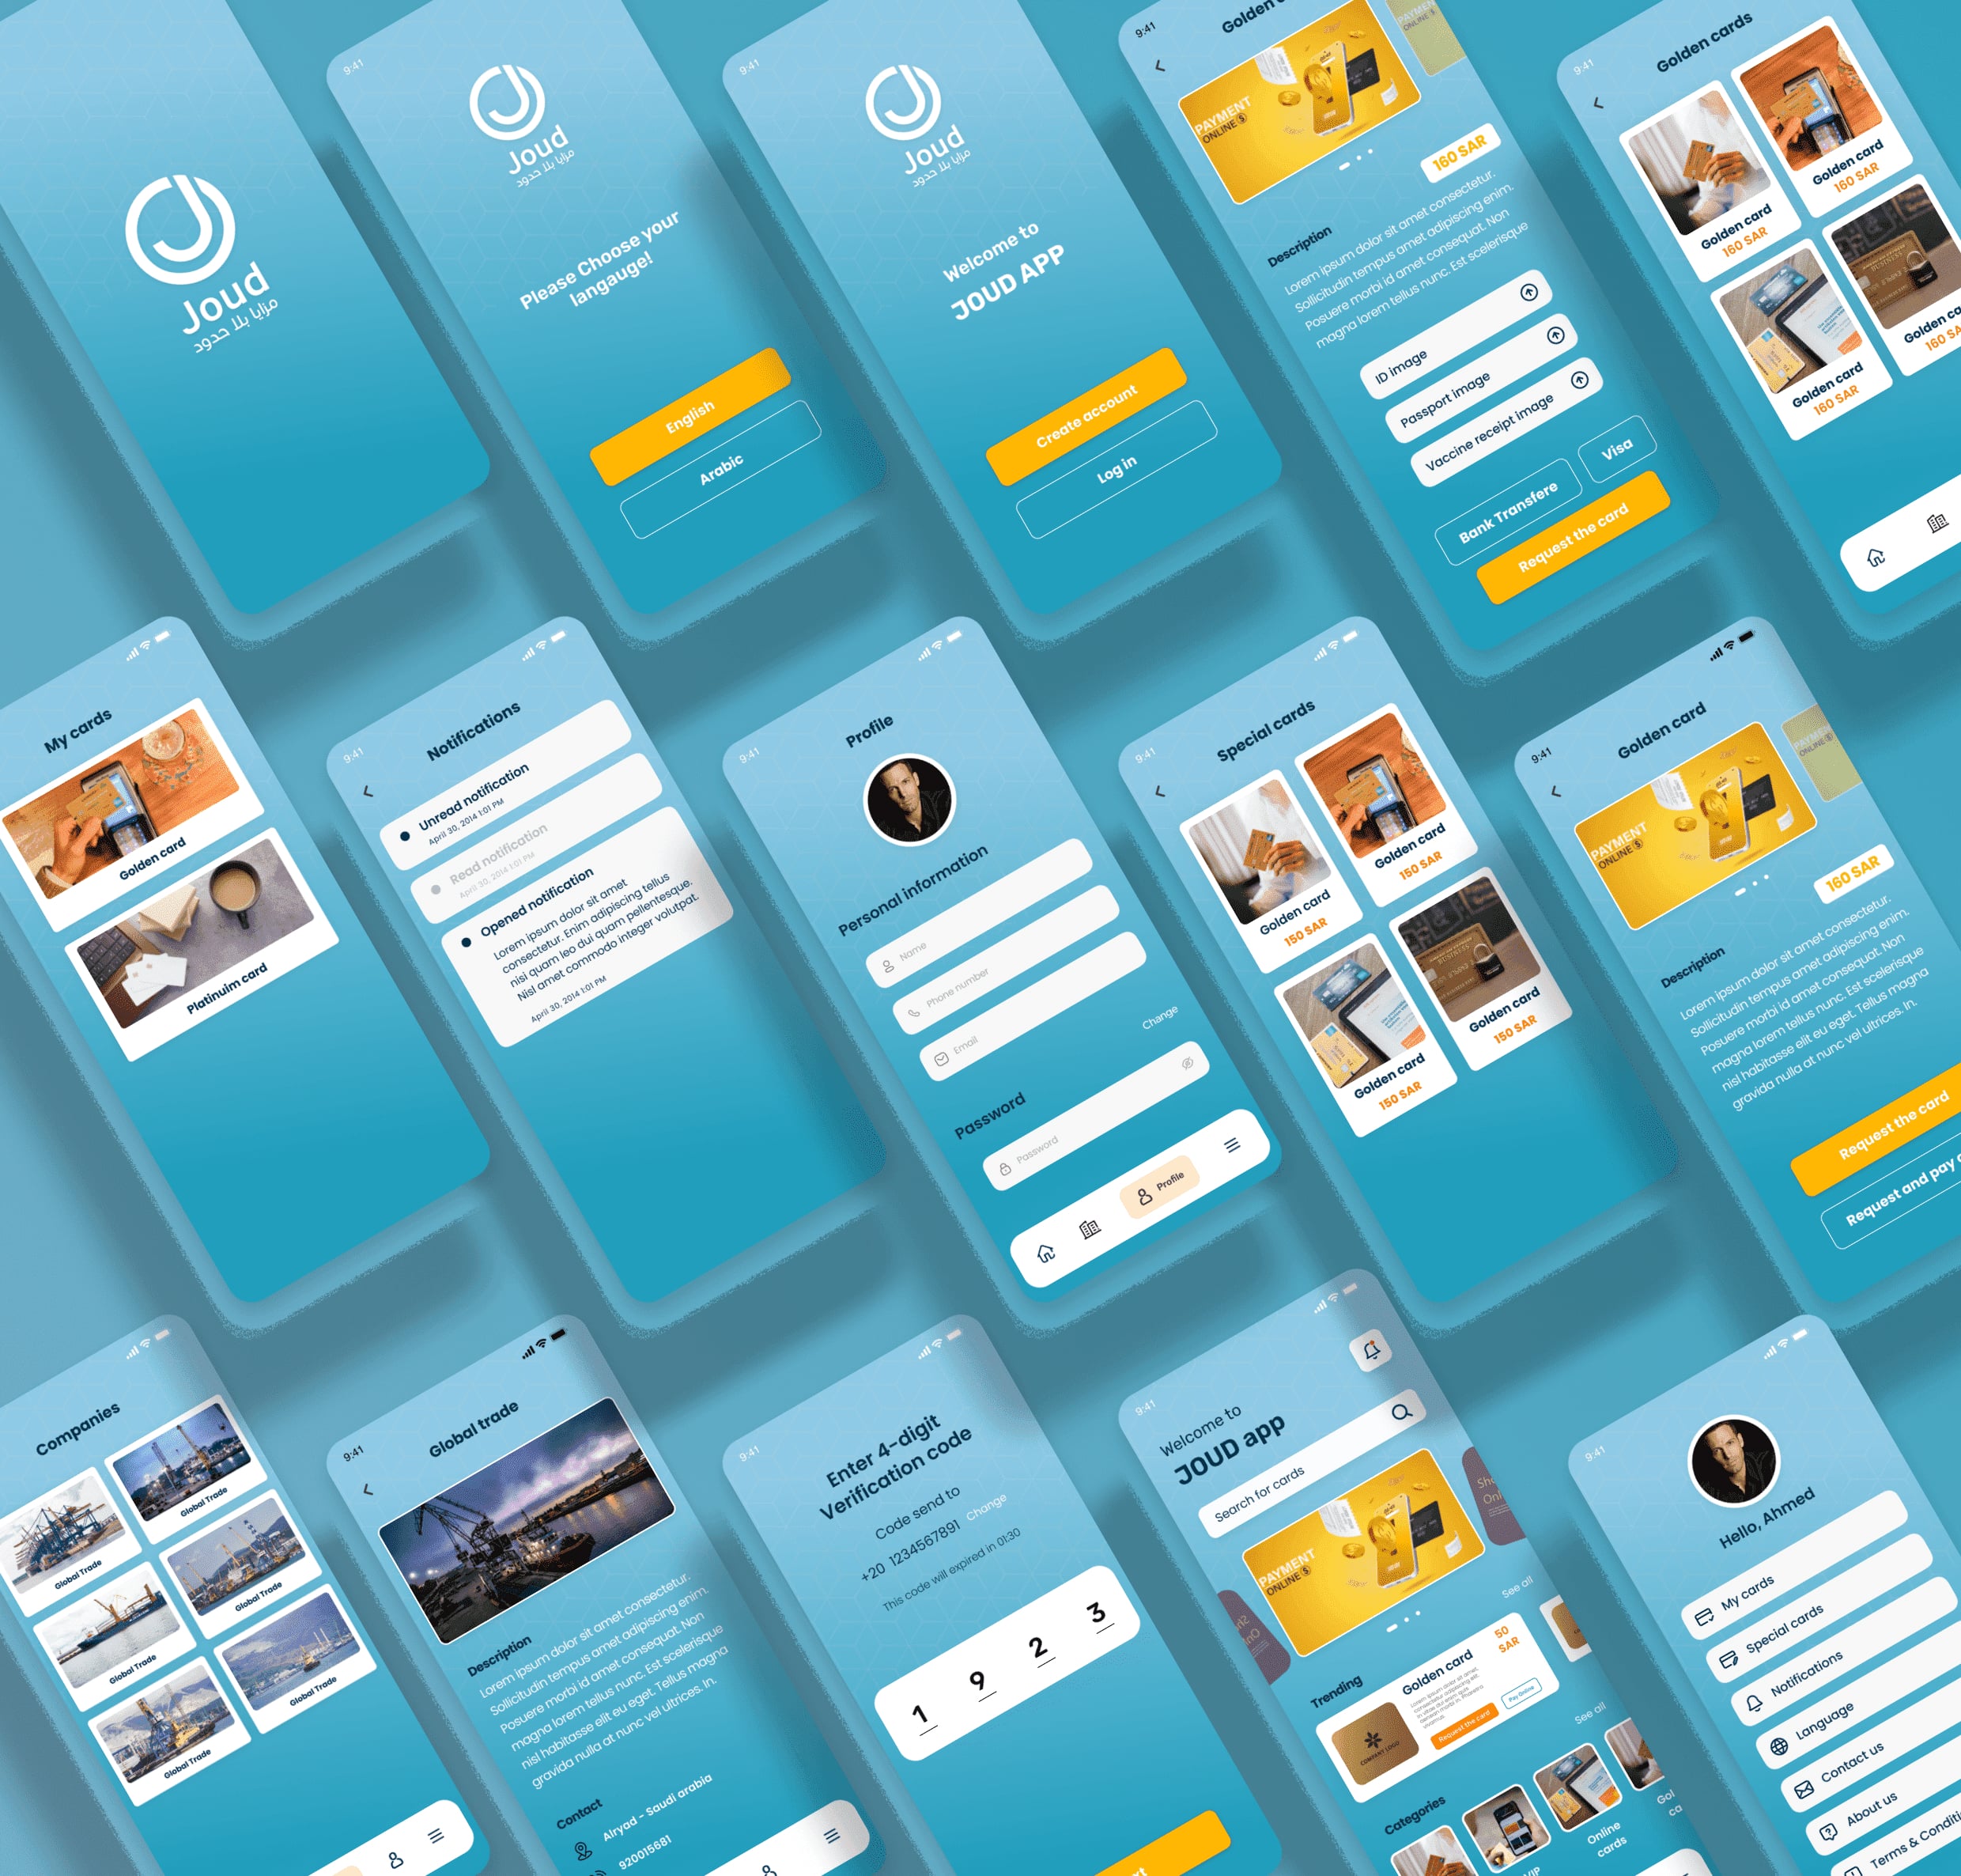 Joud
مزايا بلا حدود
9:41
Joud
مزايا بلا حدود
Please Choose your
langauge!
English
Arabic
9:41
Joud
مزايا بلا حدود
Welcome to
JOUD APP
Create account
Log in
9:41
PAYMENT
ONLINE $
PAYMENT
ONLINE $
160 SAR
Description
Lorem ipsum dolor sit amet consectetur.
Sollicitudin tempus amet adipiscing enim.
Posuere morbi id amet consequat. Non
magna lorem tellus nunc. Est scelerisque
ID image
Passport image
Vaccine receipt image
Bank Transfere
Visa
Request the card
9:41
Golden cards
Golden card
160 SAR
Golden card
160 SAR
Golden card
160 SAR
My cards
Golden card
Platinuim card
9:41
Notifications
Unread notification
April 30, 2014 1:01 PM
Read notification
April 30, 2014 1:01 PM
Opened notification
Lorem ipsum dolor sit amet
consectetur. Enim adipiscing tellus
nisi quam leo dui quam pellentesque.
Nisl amet commodo integer volutpat.
April 30, 2014 1:01 PM
9:41
Profile
Personal information
Name
Phone number
Email
Change
Password
Password
Profile
9:41
Special cards
Golden card
150 SAR
Golden card
150 SAR
Golden card
150 SAR
Golden card
150 SAR
9:41
Golden card
PAYMENT
ONLINE $
PAYMENT
ONLINE $
160 SAR
Description
Lorem ipsum dolor sit amet consectetur.
Sollicitudin tempus amet adipiscing enim.
Posuere morbi id amet consequat. Non
magna lorem tellus nunc. Est scelerisque
nisl habitasse elit eu eget. Tellus magna
gravida nulla at nunc vel ultrices. In.
Request the card
Request and pay
Companies
Global Trade
Global Trade
Global Trade
Global Trade
Global Trade
Global Trade
9:41
Global trade
Description
Lorem ipsum dolor sit amet consectetur.
Sollicitudin tempus amet adipiscing enim.
Posuere morbi id amet consequat. Non
magna lorem tellus nunc. Est scelerisque
nisl habitasse elit eu eget. Tellus magna
gravida nulla at nunc vel ultrices. In.
Contact
Alryad - Saudi arabia
920015681
9:41
Enter 4-digit
Verification code
Code send to
+20 1234567891 Change
This code will expired in 01:30
1 9 2 3
9:41
Welcome to
JOUD app
Search for cards
PAYMENT
ONLINE $
See all
Trending
Golden card
50
SAR
COMPANY LOGO
Request the card
Pay Online
See all
Categories
Online
cards
9:41
Hello, Ahmed
My cards
Special cards
Notifications
Language
Contact us
About us
Terms &